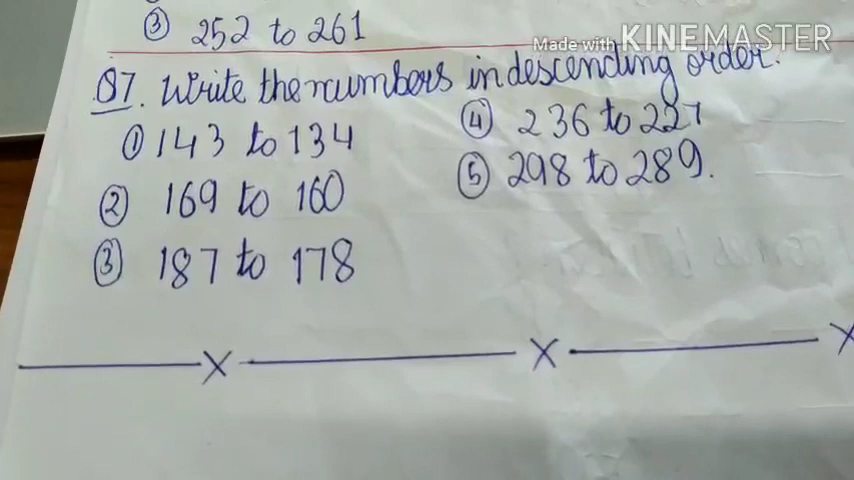 ③ 252 to 261
Made with KINEMASTER
Q7. Write the numbers in descending order.
① 143 to 134
② 169 to 160
③ 187 to 178
④ 236 to 227
⑤ 298 to 289.